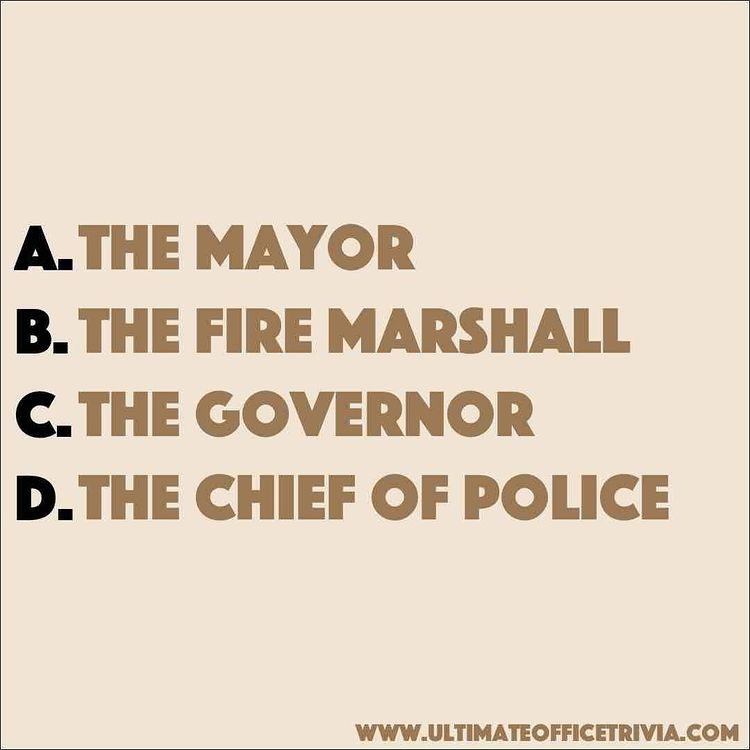 A. THE MAYOR
B. THE FIRE MARSHALL
C. THE GOVERNOR
D. THE CHIEF OF POLICE
WWW.ULTIMATEOFFICETRIVIA.COM